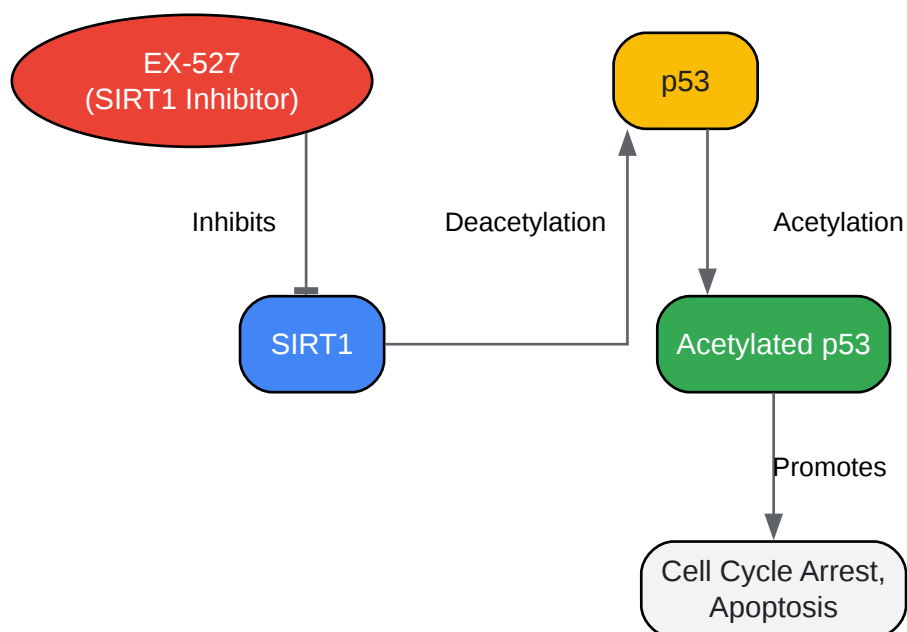 EX-527
(SIRT1 Inhibitor)
p53
Inhibits
Deacetylation
Acetylation
SIRT1
Acetylated p53
Promotes
Cell Cycle Arrest,
Apoptosis